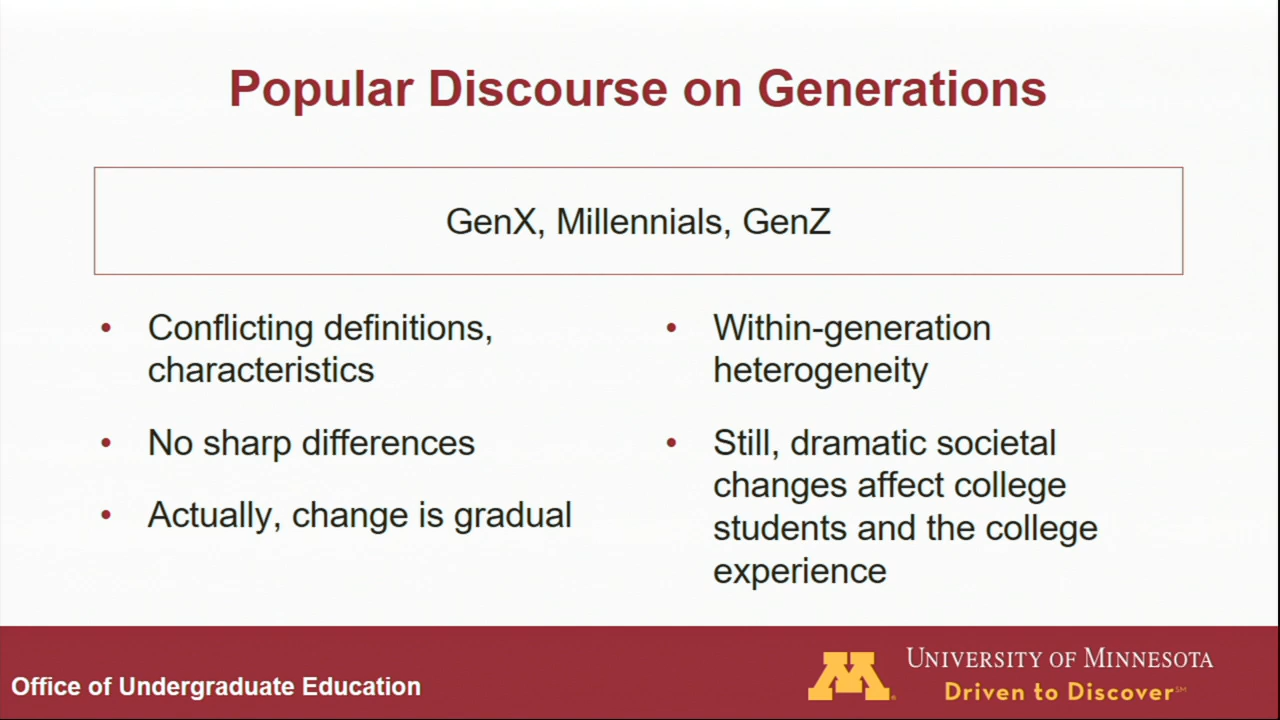 Popular Discourse on Generations
GenX, Millennials, GenZ
• Conflicting definitions,
characteristics
• No sharp differences
• Actually, change is gradual
• Within-generation
heterogeneity
• Still, dramatic societal
changes affect college
students and the college
experience
Office of Undergraduate Education
M
UNIVERSITY OF MINNESOTA
Driven to Discover℠